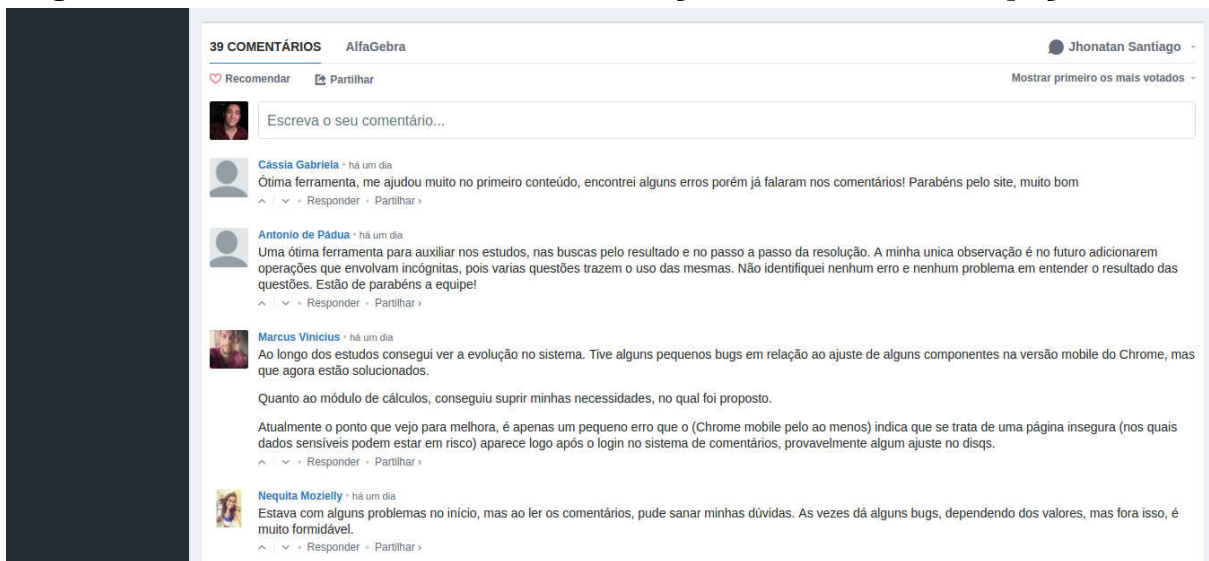 39 COMENTÁRIOS AlfaGebra Jhonatan Santiago
Recomendar Partilhar Mostrar primeiro os mais votados
Escreva o seu comentário...
Cássia Gabriela • há um dia
Ótima ferramenta, me ajudou muito no primeiro conteúdo, encontrei alguns erros porém já falaram nos comentários! Parabéns pelo site, muito bom
Responder • Partilhar ›
Antonio de Pádua • há um dia
Uma ótima ferramenta para auxiliar nos estudos, nas buscas pelo resultado e no passo a passo da resolução. A minha unica observação é no futuro adicionarem
operações que envolvam incógnitas, pois varias questões trazem o uso das mesmas. Não identifiquei nenhum erro e nenhum problema em entender o resultado das
questões. Estão de parabéns a equipe!
Responder • Partilhar ›
Marcus Vinicius • há um dia
Ao longo dos estudos consegui ver a evolução no sistema. Tive alguns pequenos bugs em relação ao ajuste de alguns componentes na versão mobile do Chrome, mas
que agora estão solucionados.
Quanto ao módulo de cálculos, conseguiu suprir minhas necessidades, no qual foi proposto.
Atualmente o ponto que vejo para melhora, é apenas um pequeno erro que o (Chrome mobile pelo ao menos) indica que se trata de uma página insegura (nos quais
dados sensíveis podem estar em risco) aparece logo após o login no sistema de comentários, provavelmente algum ajuste no disqs.
Responder • Partilhar ›
Nequita Mozielly • há um dia
Estava com alguns problemas no início, mas ao ler os comentários, pude sanar minhas dúvidas. As vezes dá alguns bugs, dependendo dos valores, mas fora isso, é
muito formidável.
Responder • Partilhar ›